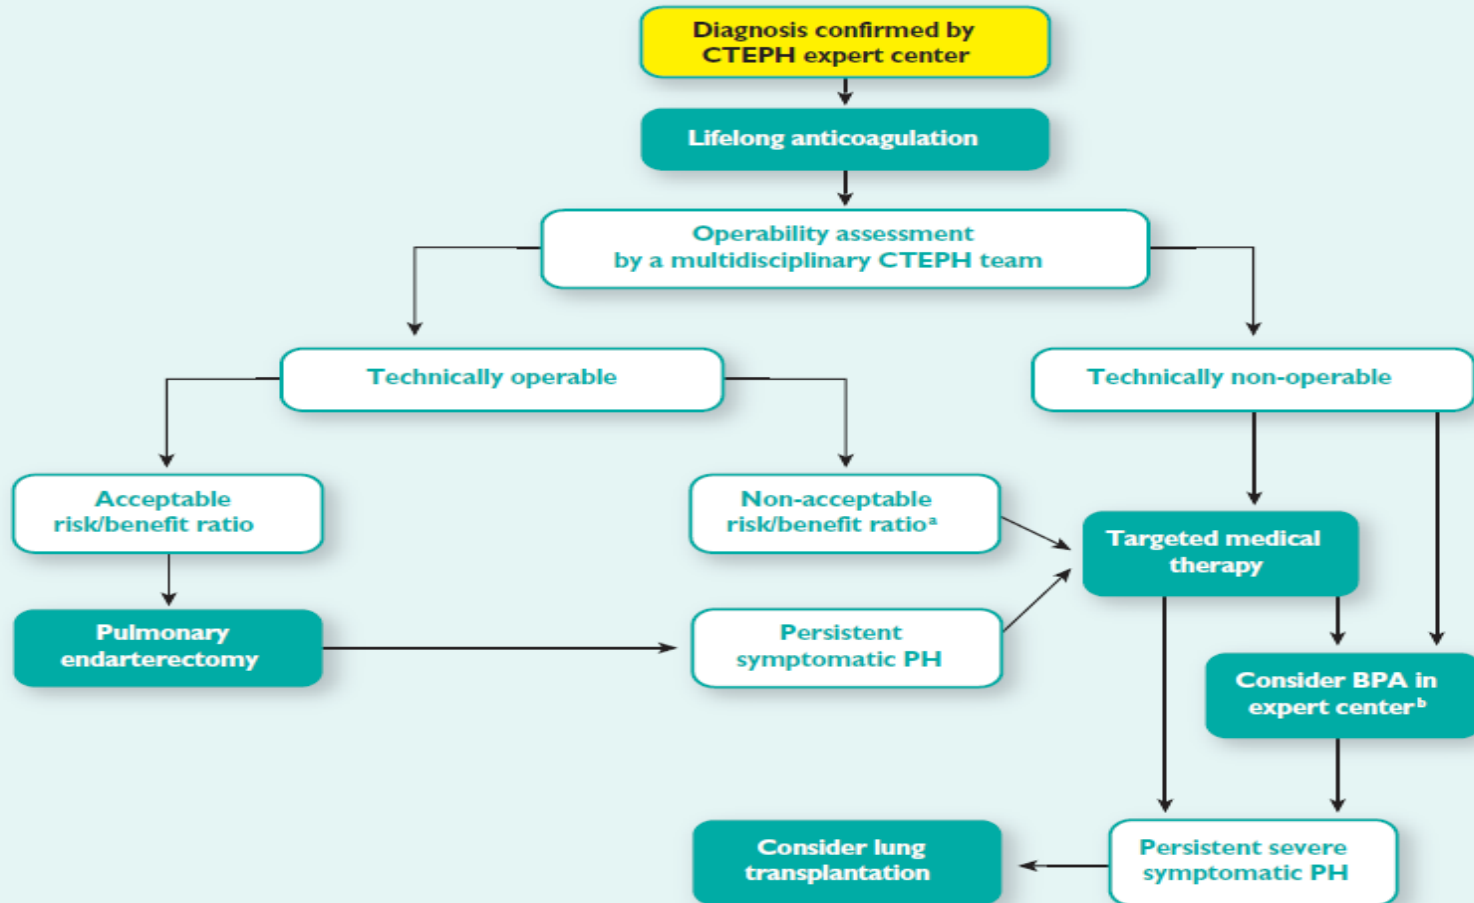 Diagnosis confirmed by
CTEPH expert center
Lifelong anticoagulation
Operability assessment
by a multidisciplinary CTEPH team
Technically operable
Technically non-operable
Acceptable
risk/benefit ratio
Non-acceptable
risk/benefit ratioᵃ
Targeted medical
therapy
Pulmonary
endarterectomy
Persistent
symptomatic PH
Consider BPA in
expert centerᵇ
Consider lung
transplantation
Persistent severe
symptomatic PH